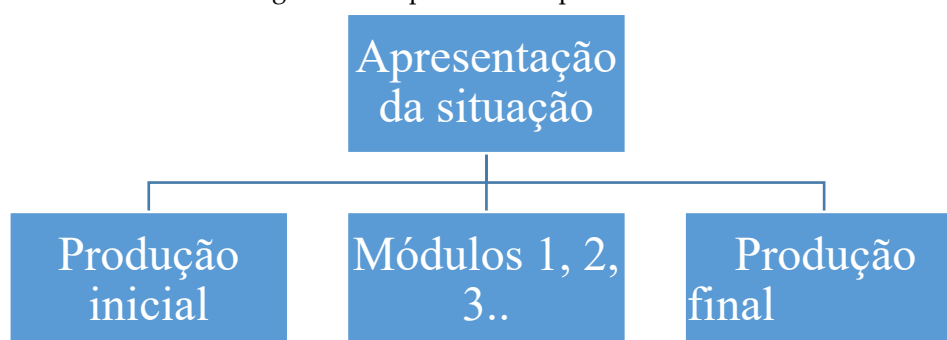 Apresentação
da situação
Produção
inicial
Módulos 1, 2,
3..
Produção
final